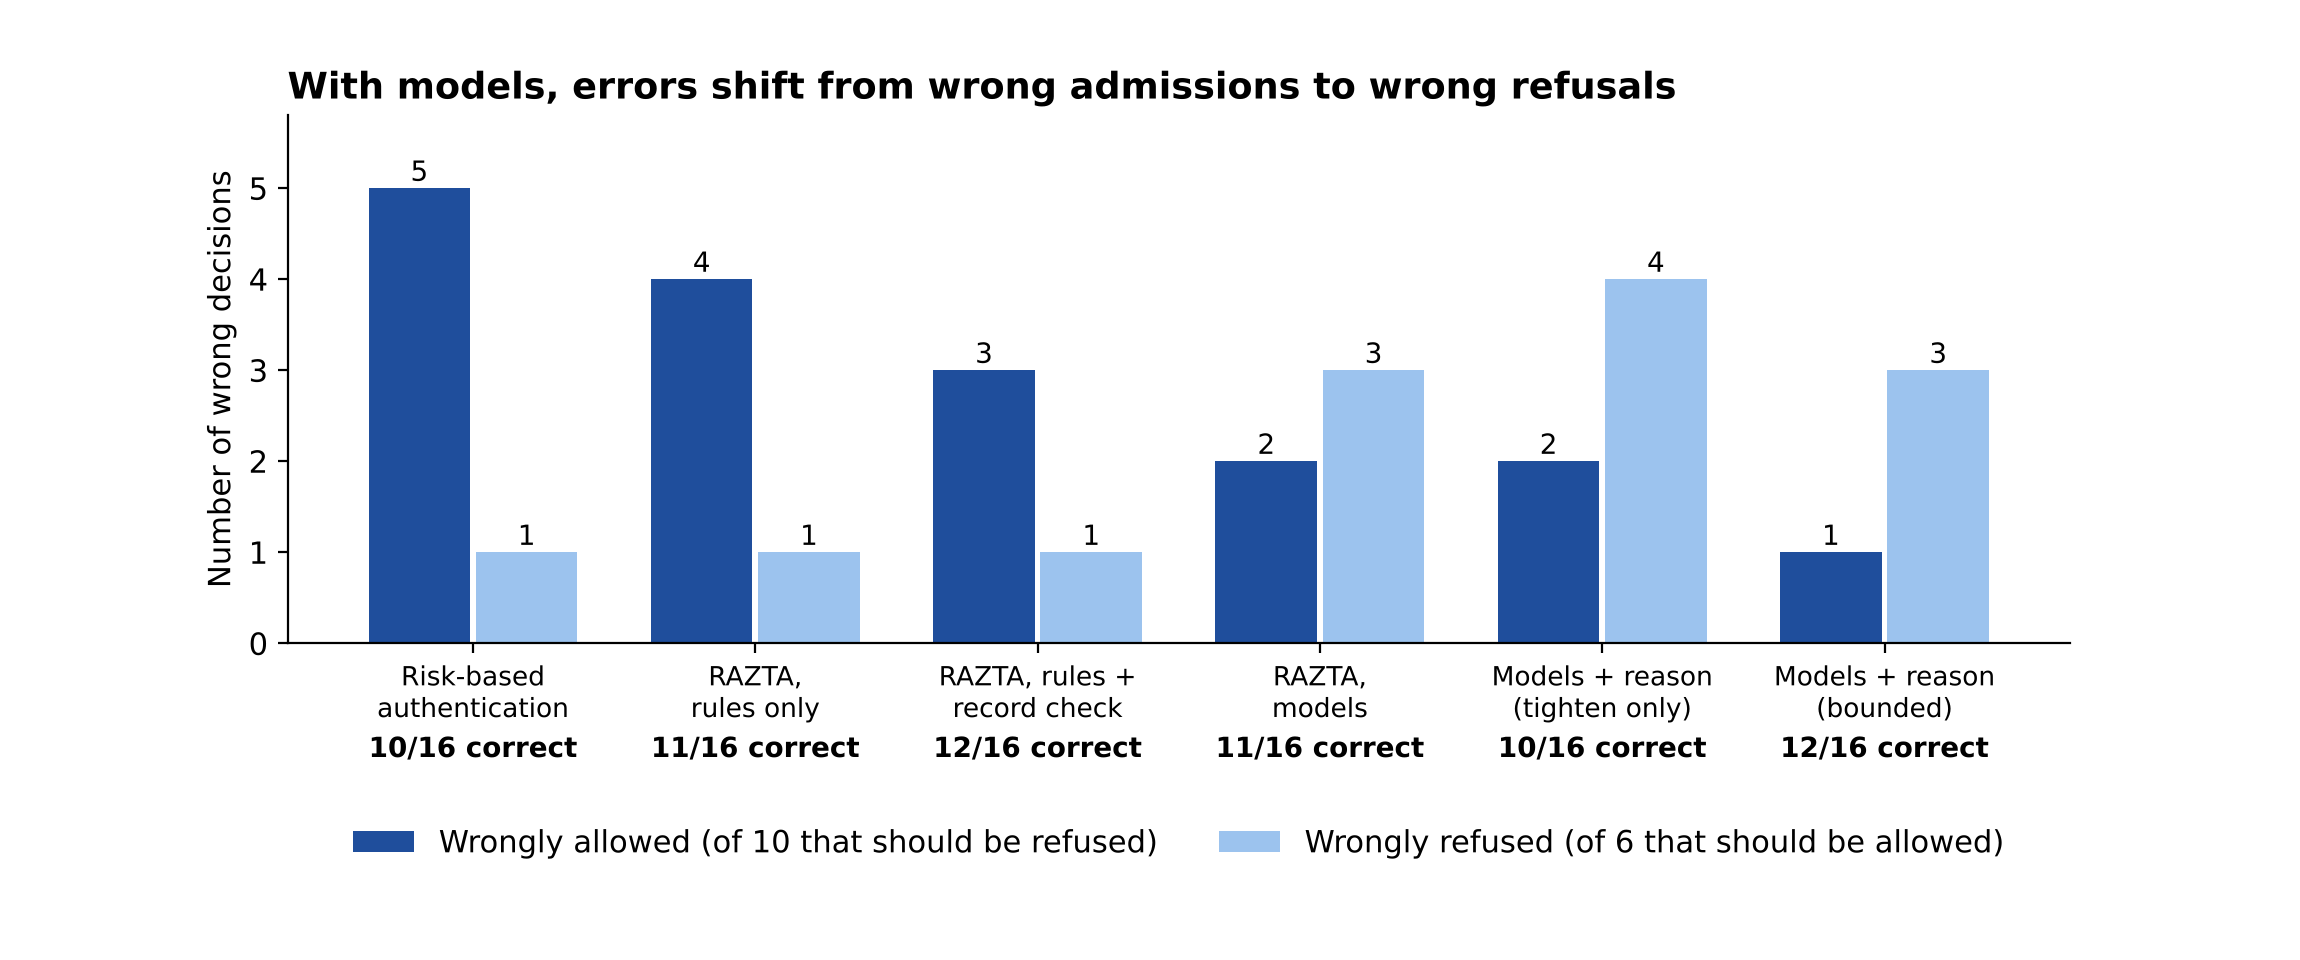 With models, errors shift from wrong admissions to wrong refusals
Number of wrong decisions
5
4
3
2
1
0
5
1
4
1
3
1
2
3
2
4
1
3
Risk-based
authentication
10/16 correct
RAZTA,
rules only
11/16 correct
RAZTA, rules +
record check
12/16 correct
RAZTA,
models
11/16 correct
Models + reason
(tighten only)
10/16 correct
Models + reason
(bounded)
12/16 correct
Wrongly allowed (of 10 that should be refused)
Wrongly refused (of 6 that should be allowed)